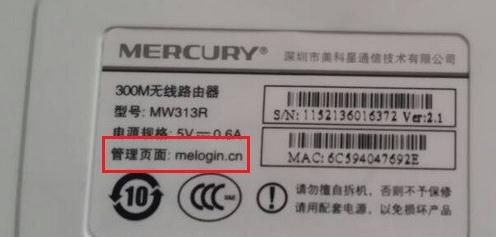 MERCURY® 深圳市美科星通信技术有限公司
300M无线路由器
型号: MW313R
电源规格: 5V⎓0.6A
管理页面: melogin.cn
S/N: 1152136016372 Ver:2.1
MAC: 6C594047692E
10
CCC
请勿擅自拆机，否则不予保修
请用配套电源，以免损坏产品